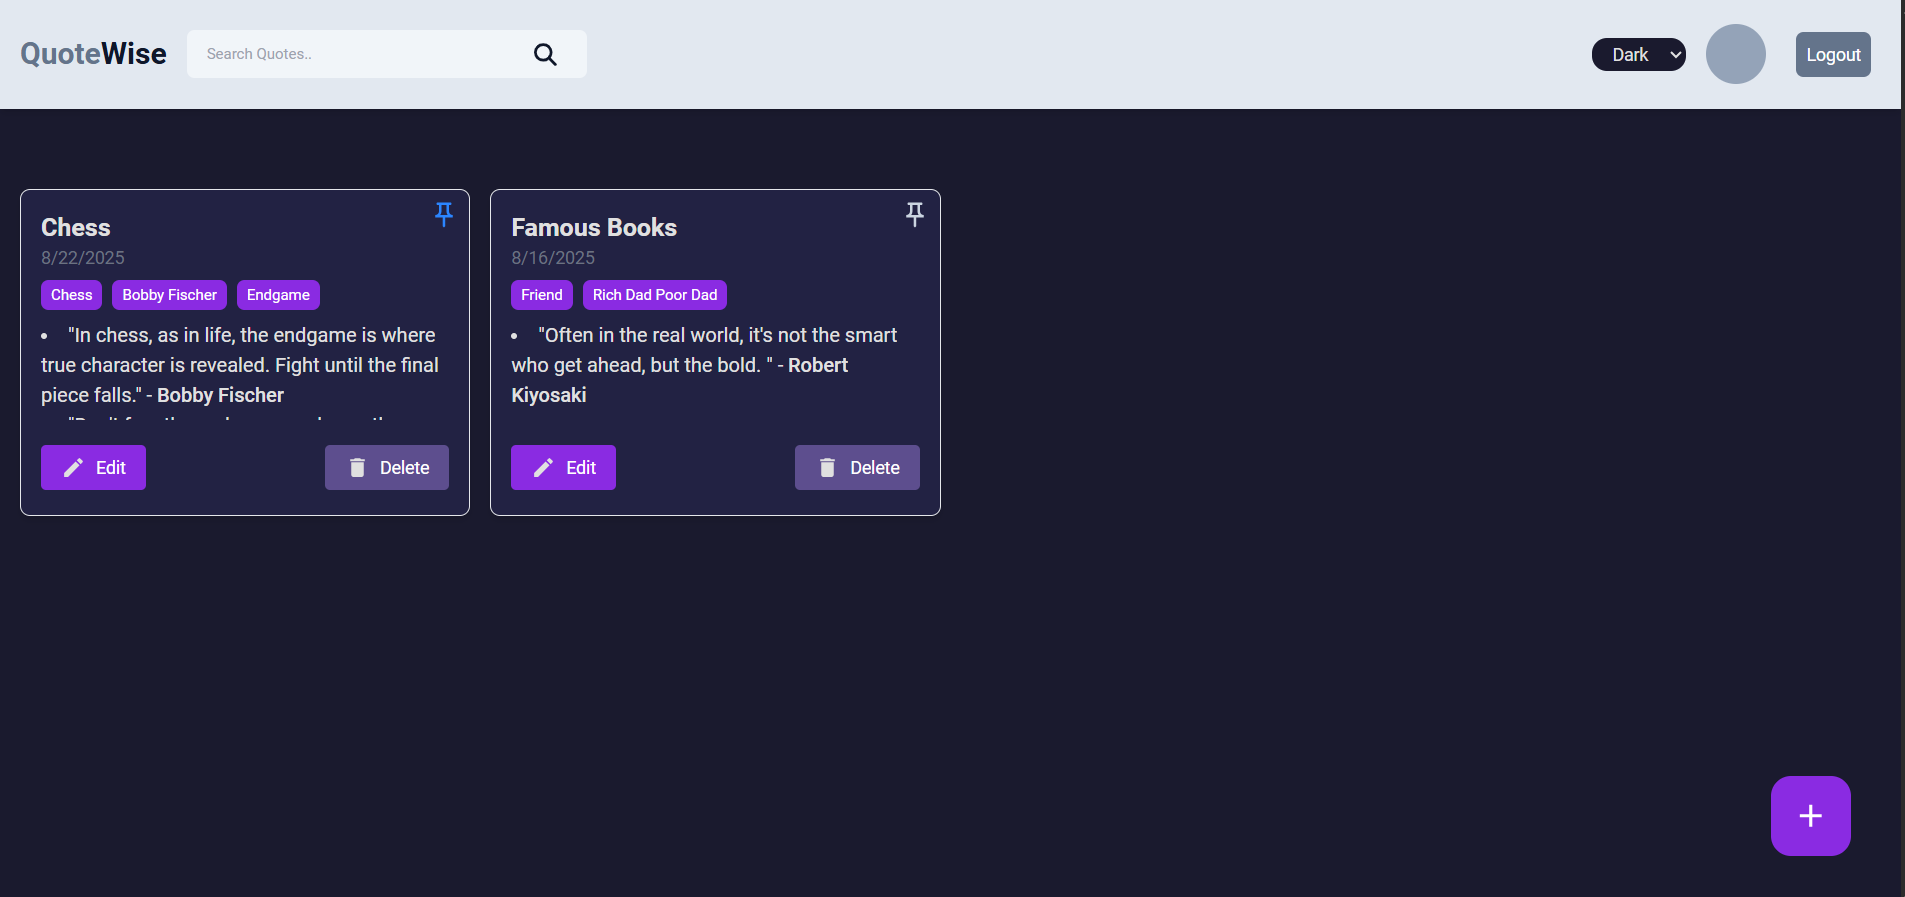 QuoteWise
Search Quotes..
Dark
Logout
Chess
8/22/2025
Chess Bobby Fischer Endgame
• "In chess, as in life, the endgame is where
true character is revealed. Fight until the final
piece falls." - Bobby Fischer
Edit
Delete
Famous Books
8/16/2025
Friend Rich Dad Poor Dad
• "Often in the real world, it's not the smart
who get ahead, but the bold. " - Robert
Kiyosaki
Edit
Delete
+